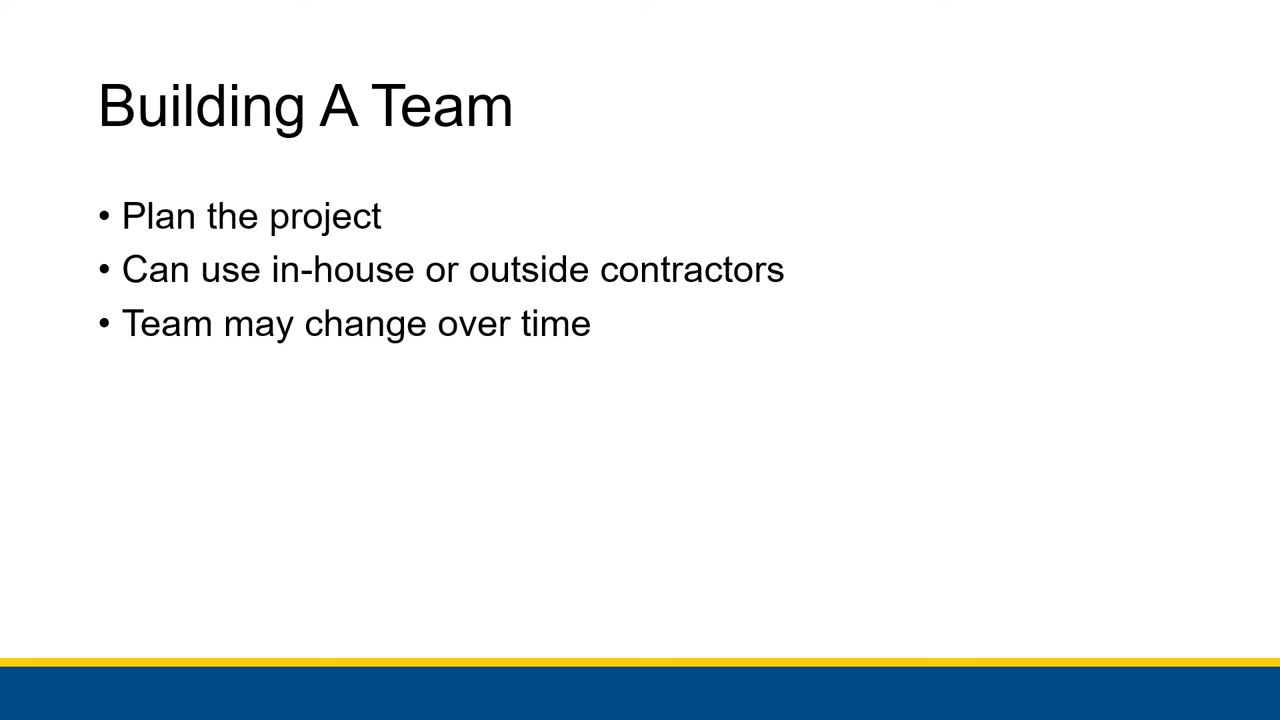 Building A Team
• Plan the project
• Can use in-house or outside contractors
• Team may change over time